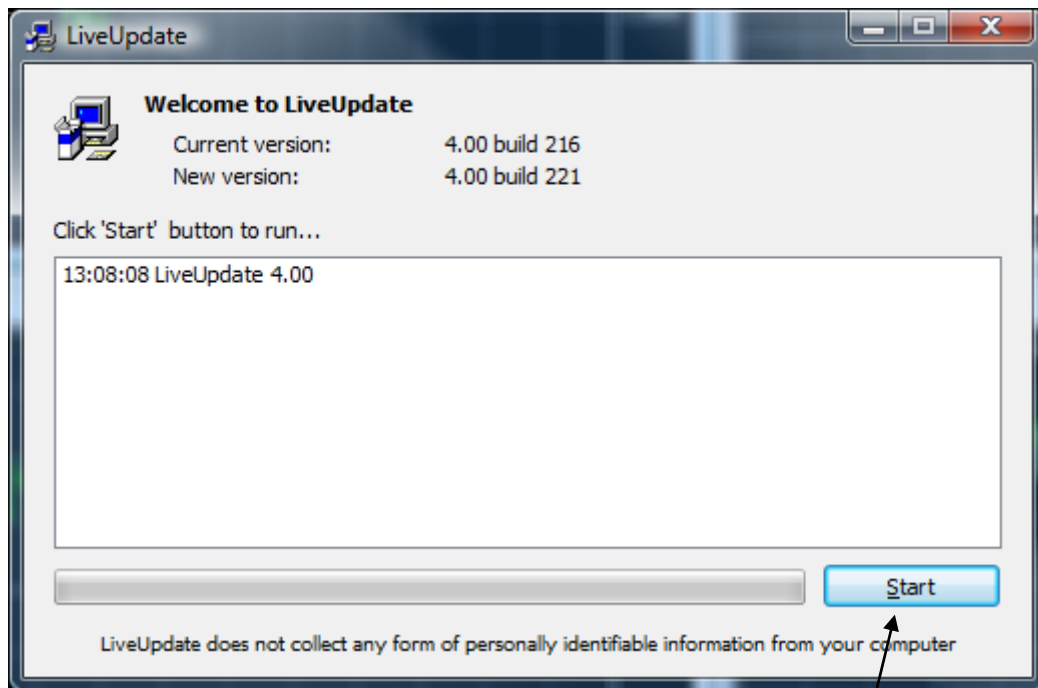 LiveUpdate
Welcome to LiveUpdate
Current version: 4.00 build 216
New version: 4.00 build 221
Click 'Start' button to run...
13:08:08 LiveUpdate 4.00
Start
LiveUpdate does not collect any form of personally identifiable information from your computer